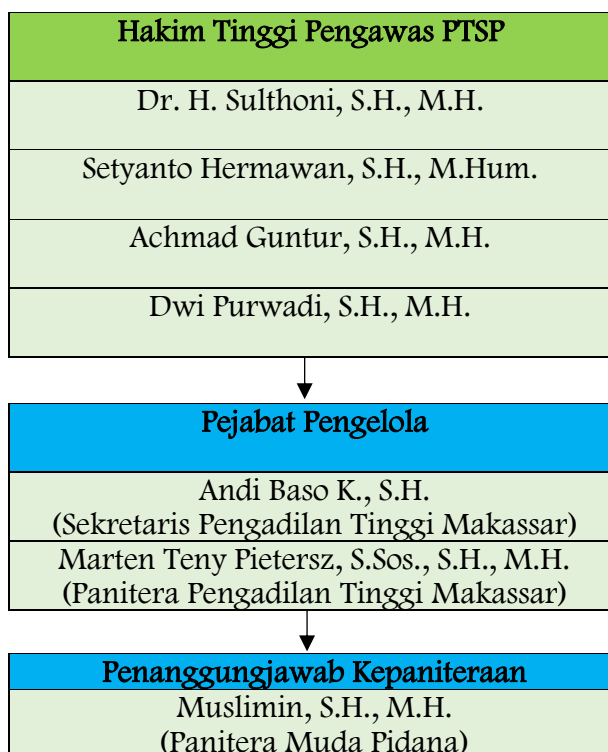 Hakim Tinggi Pengawas PTSP
Dr. H. Sulthoni, S.H., M.H.
Setyanto Hermawan, S.H., M.Hum.
Achmad Guntur, S.H., M.H.
Dwi Purwadi, S.H., M.H.
Pejabat Pengelola
Andi Baso K., S.H.
(Sekretaris Pengadilan Tinggi Makassar)
Marten Teny Pietersz, S.Sos., S.H., M.H.
(Panitera Pengadilan Tinggi Makassar)
Penanggungjawab Kepaniteraan
Muslimin, S.H., M.H.
(Panitera Muda Pidana)